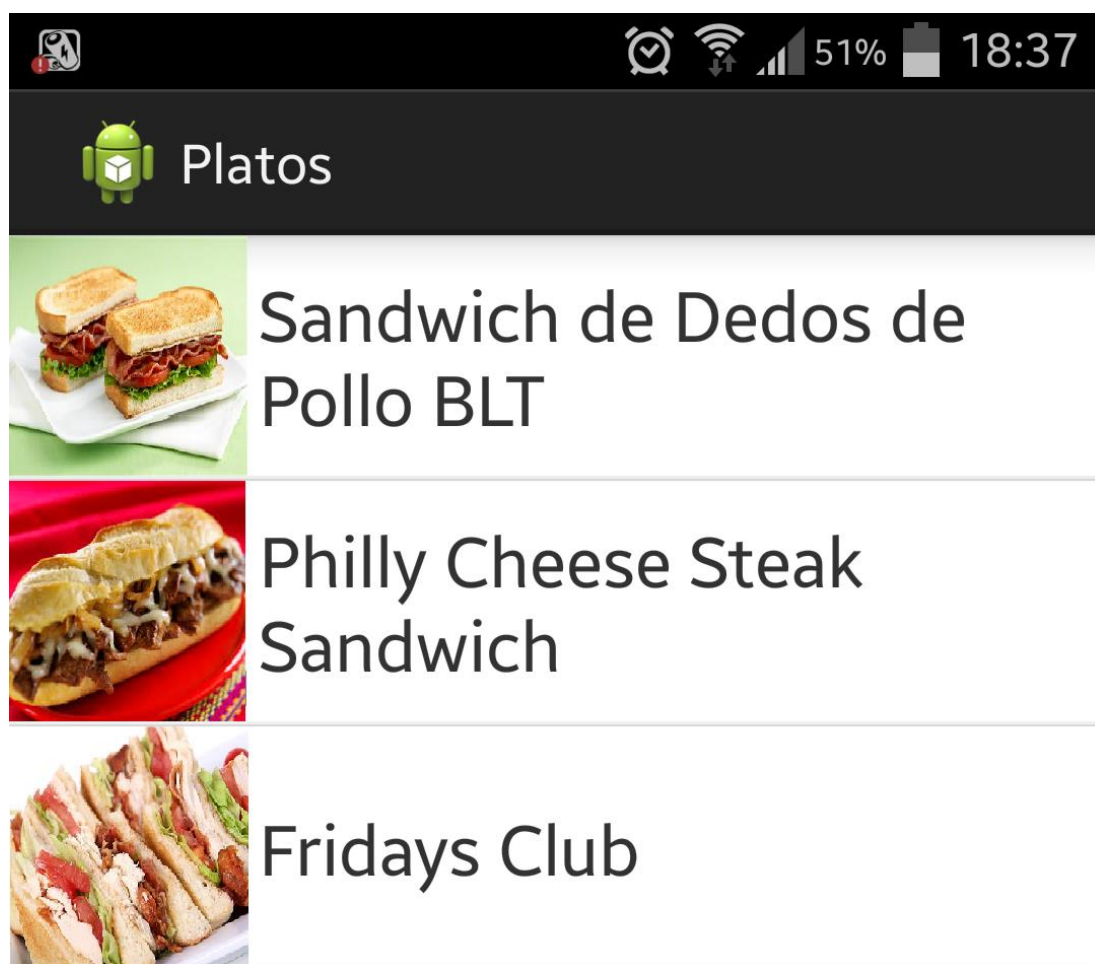 51% 18:37
Platos
Sandwich de Dedos de
Pollo BLT
Philly Cheese Steak
Sandwich
Fridays Club